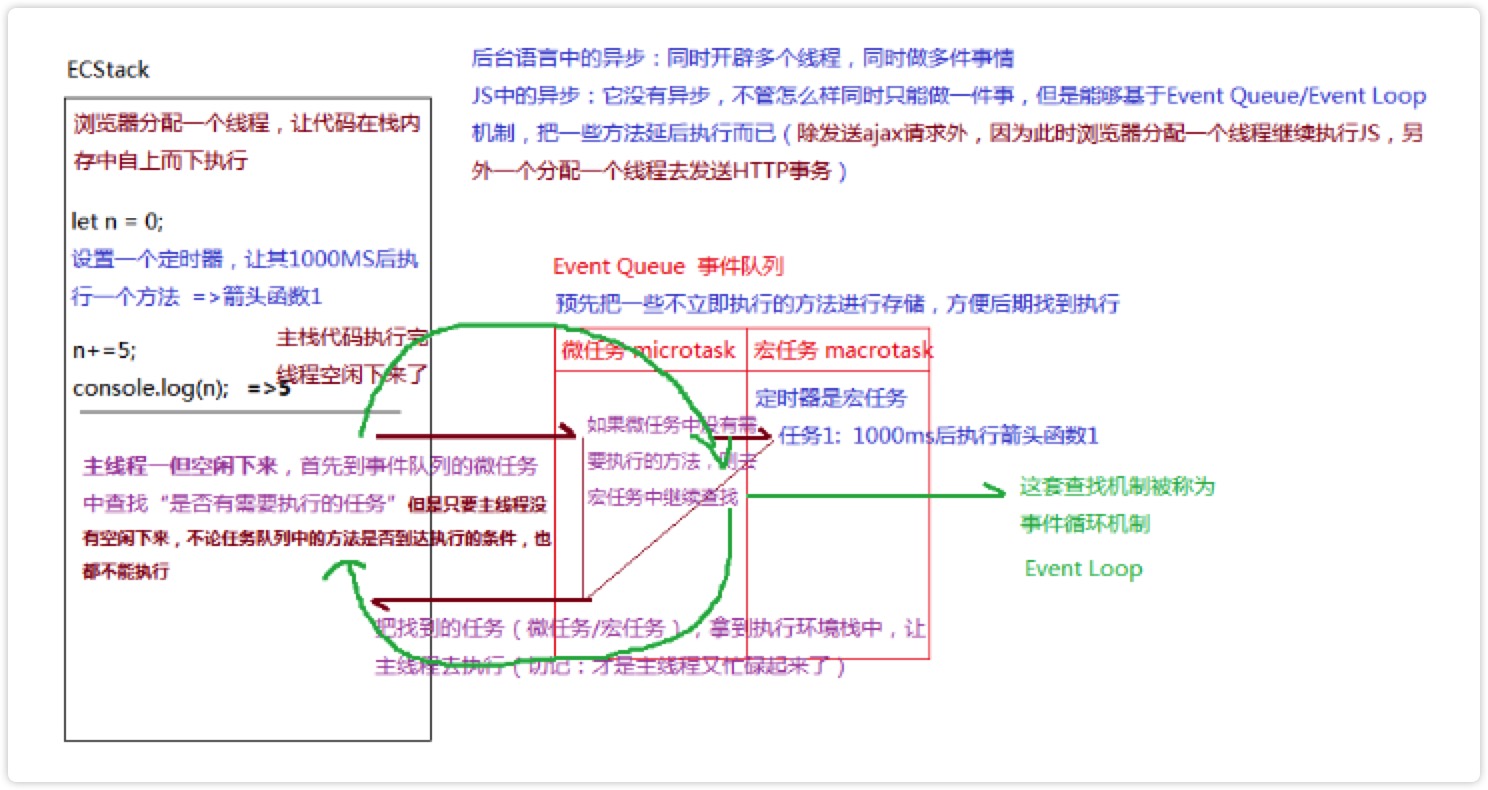 ECStack
浏览器分配一个线程，让代码在栈内
存中自上而下执行
let n = 0;
设置一个定时器，让其1000MS后执
行一个方法 =>箭头函数1
主栈代码执行完
线程空闲下来了
n+=5;
console.log(n); =>5
主线程一但空闲下来，首先到事件队列的微任务
中查找“是否有需要执行的任务” 但是只要主线程没
有空闲下来，不论任务队列中的方法是否到达执行的条件，也
都不能执行
后台语言中的异步：同时开辟多个线程，同时做多件事情
JS中的异步：它没有异步，不管怎么样同时只能做一件事，但是能够基于Event Queue/Event Loop
机制，把一些方法延后执行而已（除发送ajax请求外，因为此时浏览器分配一个线程继续执行JS，另
外一个分配一个线程去发送HTTP事务）
Event Queue 事件队列
预先把一些不立即执行的方法进行存储，方便后期找到执行
微任务 microtask
宏任务 macrotask
如果微任务中没有需
要执行的方法，则去
宏任务中继续查找
定时器是宏任务
任务1: 1000ms后执行箭头函数1
把找到的任务（微任务/宏任务），拿到执行环境栈中，让
主线程去执行（切记：才是主线程又忙碌起来了）
这套查找机制被称为
事件循环机制
Event Loop